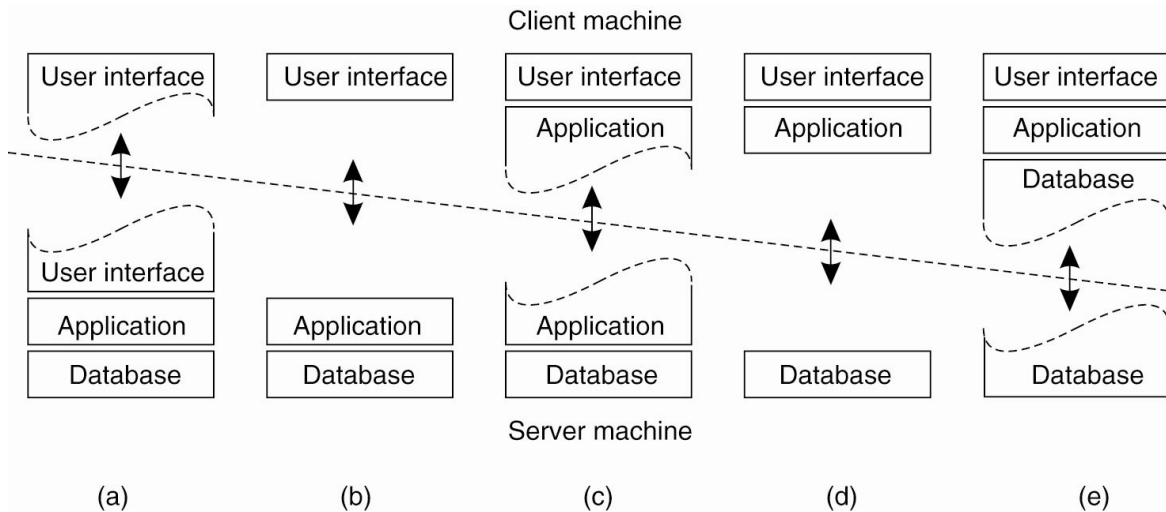 Client machine
User interface User interface User interface User interface User interface
Application Application Application
Database
User interface
Application Application Application
Database Database Database Database Database
Server machine
(a) (b) (c) (d) (e)